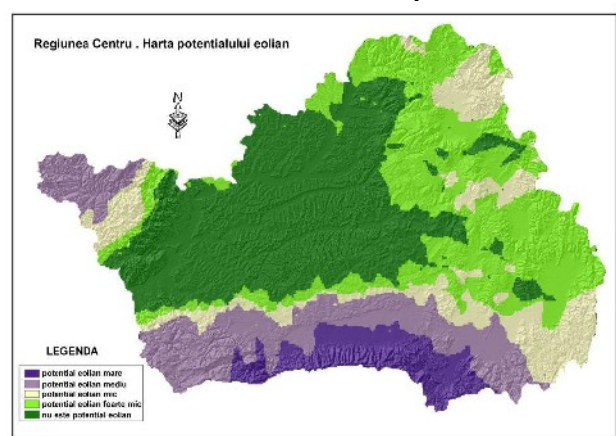 Regiunea Centru . Harta potentialului eolian
N
LEGENDA
potential eolian mare
potential eolian mediu
potential eolian mic
potential eolian foarte mic
nu este potential eolian